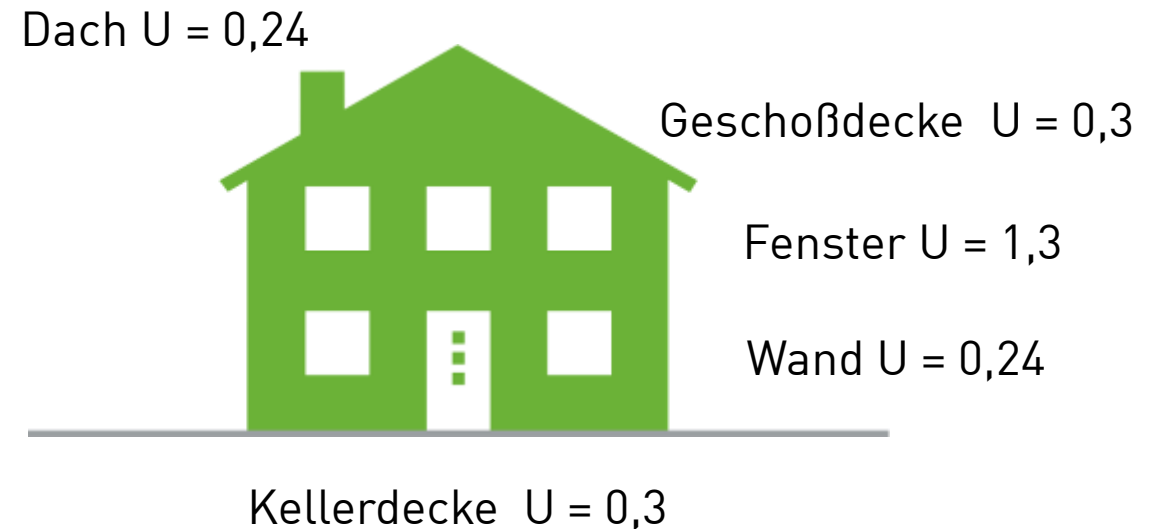 Dach U = 0,24
Geschoßdecke  U = 0,3
Fenster U = 1,3
Wand U = 0,24
Kellerdecke  U = 0,3